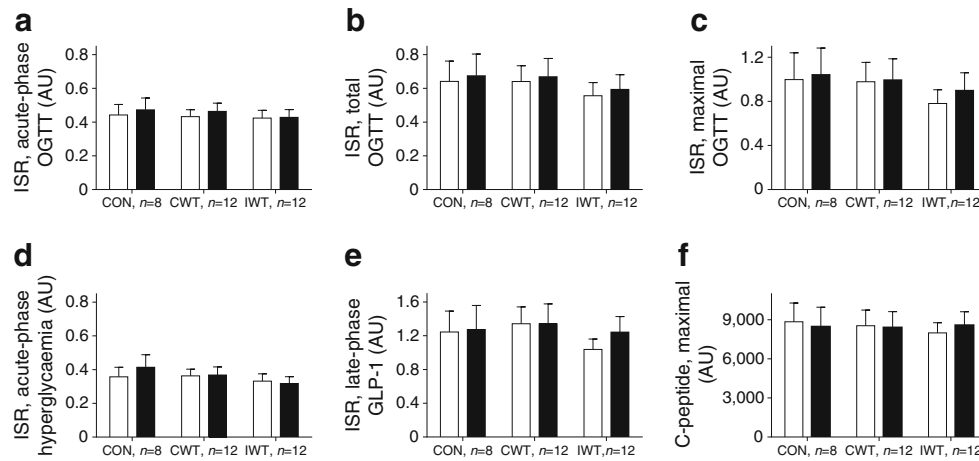 a
ISR, acute-phase
OGTT (AU)
0.8
0.6
0.4
0.2
0
CON, n=8 CWT, n=12 IWT, n=12
b
ISR, total
OGTT (AU)
0.8
0.6
0.4
0.2
0
CON, n=8 CWT, n=12 IWT, n=12
c
ISR, maximal
OGTT (AU)
1.2
0.8
0.4
0
CON, n=8 CWT, n=12 IWT,n=12
d
ISR, acute-phase
hyperglycaemia (AU)
0.8
0.6
0.4
0.2
0
CON, n=8 CWT, n=12 IWT, n=12
e
ISR, late-phase
GLP-1 (AU)
1.6
1.2
0.8
0.4
0
CON, n=8 CWT, n=12 IWT,n=12
f
C-peptide, maximal
(AU)
9,000
6,000
3,000
0
CON, n=8 CWT, n=12 IWT, n=12